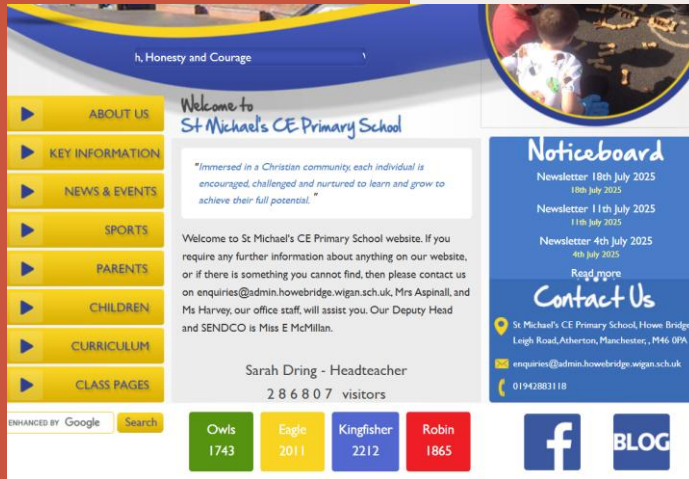 h, Honesty and Courage
ABOUT US
KEY INFORMATION
NEWS & EVENTS
SPORTS
PARENTS
CHILDREN
CURRICULUM
CLASS PAGES
ENHANCED BY Google
Search
Welcome to
St Michael's CE Primary School
"Immersed in a Christian community, each individual is
encouraged, challenged and nurtured to learn and grow to
achieve their full potential. "
Welcome to St Michael's CE Primary School website. If you
require any further information about anything on our website,
or if there is something you cannot find, then please contact us
on enquiries@admin.howebridge.wigan.sch.uk, Mrs Aspinall, and
Ms Harvey, our office staff, will assist you. Our Deputy Head
and SENDCO is Miss E McMillan.
Sarah Dring - Headteacher
286807 visitors
Owls
1743
Eagle
2011
Kingfisher
2212
Robin
1865
Noticeboard
Newsletter 18th July 2025
18th July 2025
Newsletter 11th July 2025
11th July 2025
Newsletter 4th July 2025
4th July 2025
Read more
Contact Us
St Michael's CE Primary School, Howe Bridge
Leigh Road, Atherton, Manchester, , M46 0PA
enquiries@admin.howebridge.wigan.sch.uk
01942883118
f
BLOG